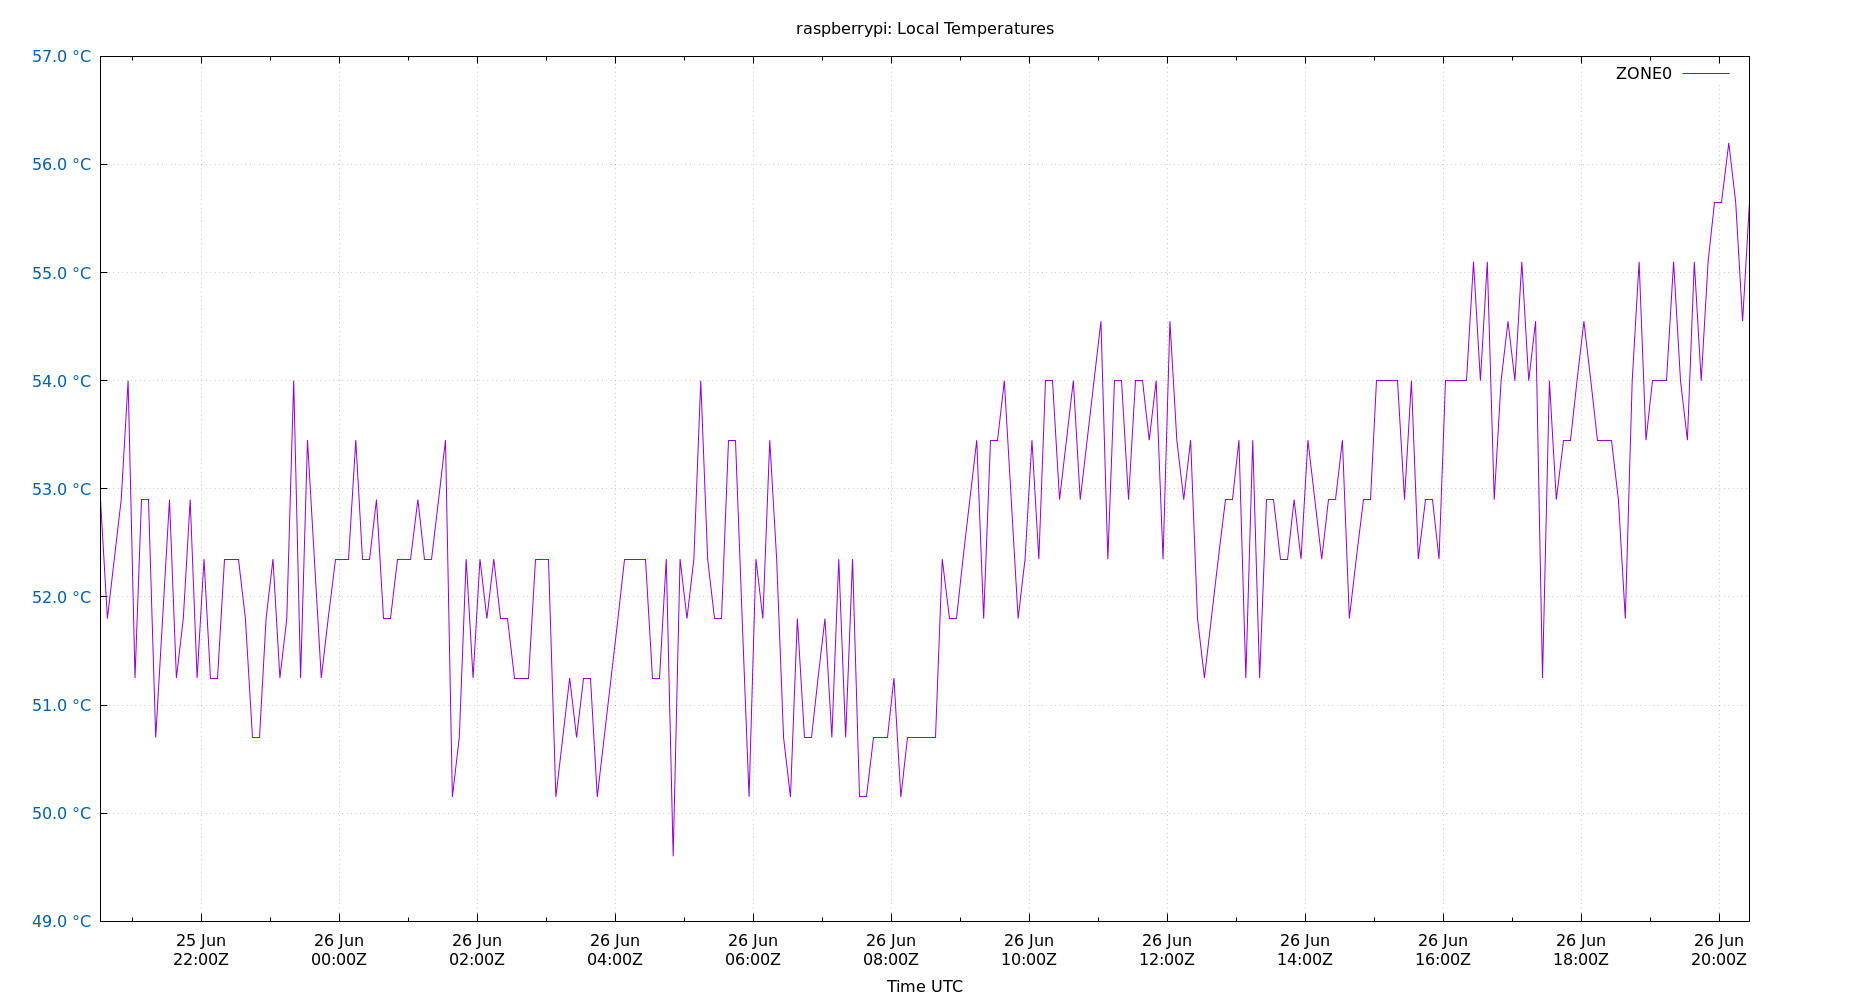 raspberrypi: Local Temperatures
57.0 °C
56.0 °C
55.0 °C
54.0 °C
53.0 °C
52.0 °C
51.0 °C
50.0 °C
49.0 °C
ZONE0
25 Jun 26 Jun 26 Jun 26 Jun 26 Jun 26 Jun 26 Jun 26 Jun 26 Jun 26 Jun 26 Jun 26 Jun
22:00Z 00:00Z 02:00Z 04:00Z 06:00Z 08:00Z 10:00Z 12:00Z 14:00Z 16:00Z 18:00Z 20:00Z
Time UTC